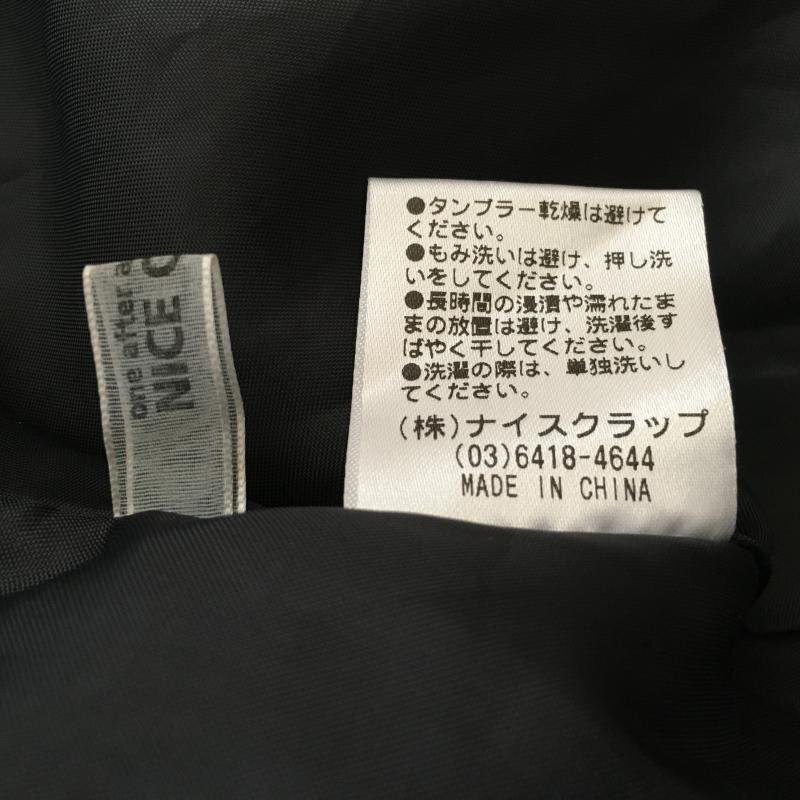 one after a
NICE C
●タンブラー乾燥は避けて
ください。
●もみ洗いは避け、押し洗
いをしてください。
●長時間の浸漬や濡れたま
まの放置は避け、洗濯後す
ばやく干してください。
●洗濯の際は、単独洗いし
てください。
(株)ナイスクラップ
(03)6418-4644
MADE IN CHINA